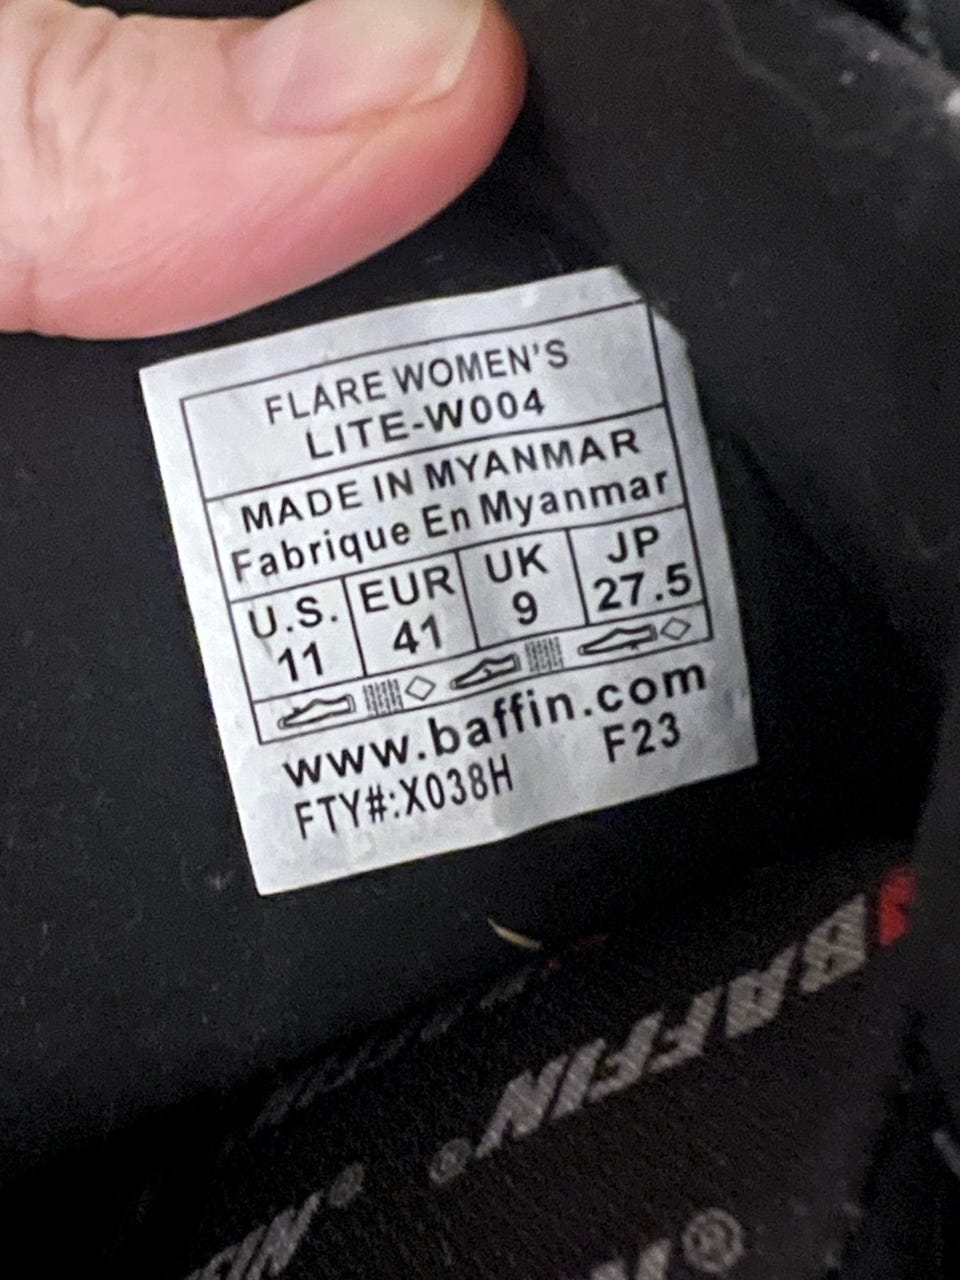 FLARE WOMEN'S
LITE-W004
MADE IN MYANMAR
Fabrique En Myanmar
U.S. EUR UK JP
11 41 9 27.5
www.baffin.com
FTY#:X038H F23
BAFFIN®